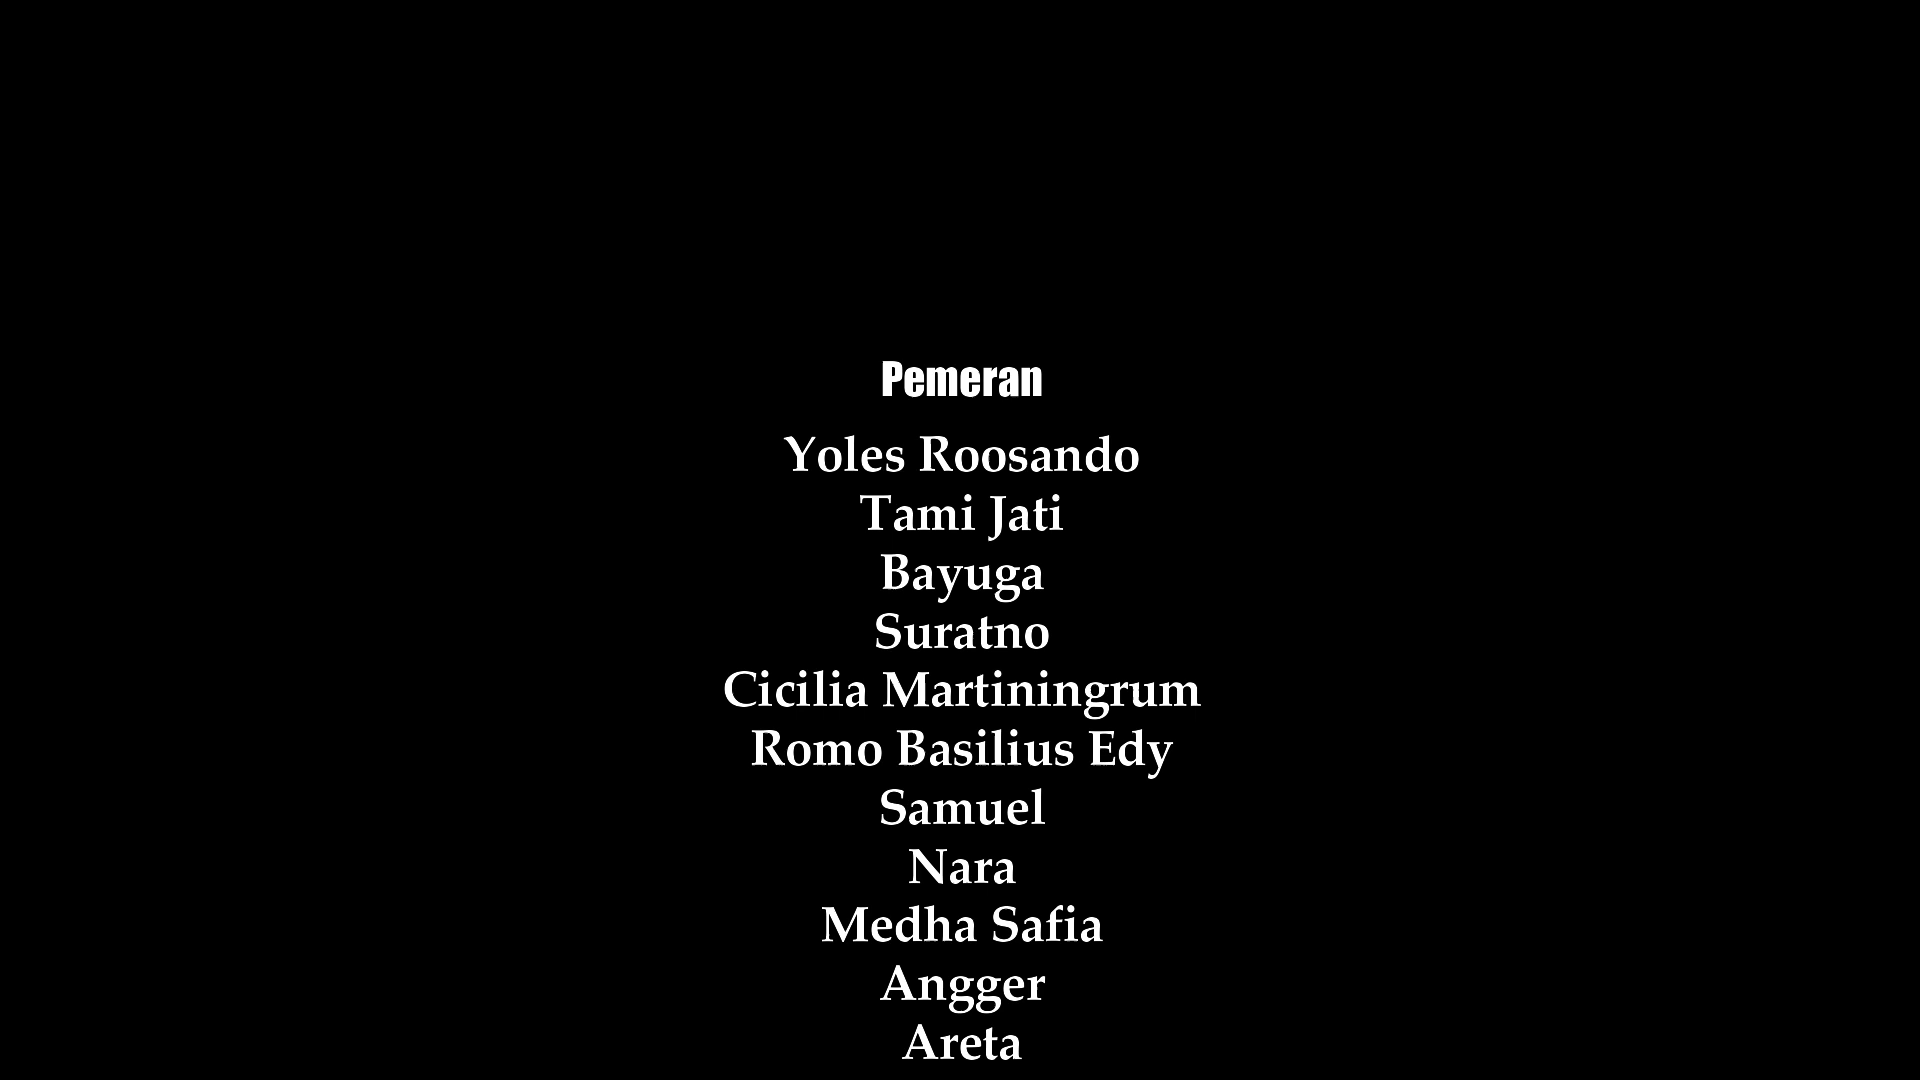 Pemeran
Yoles Roosando
Tami Jati
Bayuga
Suratno
Cicilia Martiningrum
Romo Basilius Edy
Samuel
Nara
Medha Safia
Angger
Areta